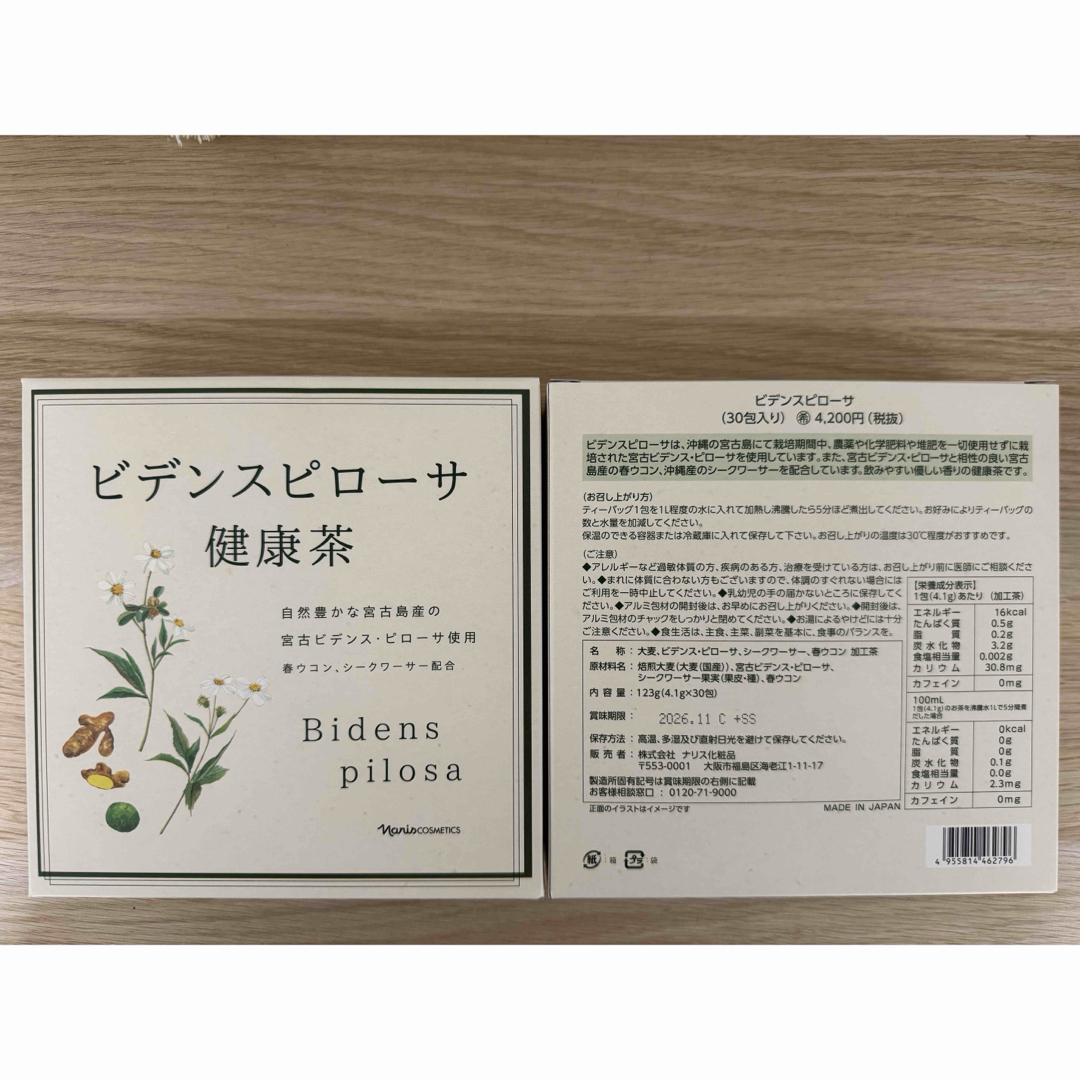 ビデンスピローサ
健康茶
自然豊かな宮古島産の
宮古ビデンス・ピローサ使用
春ウコン、シークワーサー配合
Bidens
pilosa
naris COSMETICS
ビデンスピローサ
(30包入り) ㊞希 4,200円(税抜)
ビデンスピローサは、沖縄の宮古島にて栽培期間中、農薬や化学肥料や堆肥を一切使用せずに栽
培された宮古ビデンス・ピローサを使用しています。また、宮古ビデンス・ピローサと相性の良い宮古
島産の春ウコン、沖縄産のシークワーサーを配合しています。飲みやすい優しい香りの健康茶です。
(お召し上がり方)
ティーバッグ1包を1L程度の水に入れて加熱し沸騰したら5分ほど煮出してください。お好みによりティーバッグの
数と水量を加減してください。
保温のできる容器または冷蔵庫に入れて保存して下さい。お召し上がりの温度は30℃程度がおすすめです。
(ご注意)
◆アレルギーなど過敏体質の方、疾病のある方、治療を受けている方は、お召し上がり前に医師にご相談くださ
い。◆まれに体質に合わない方もございますので、体調のすぐれない場合には
ご利用を一時中止してください。◆乳幼児の手の届かないところに保存してく
ださい。◆アルミ包材の開封後は、お早めにお召し上がりください。◆開封後は、
アルミ包材のチャックをしっかりと閉めてください。◆お湯によるやけどには十分
ご注意ください。◆食生活は、主食、主菜、副菜を基本に、食事のバランスを。
名 称:大麦、ビデンス・ピローサ、シークワーサー、春ウコン 加工茶
原材料名:焙煎大麦(大麦(国産))、宮古ビデンス・ピローサ、
シークワーサー果実(果皮・種)、春ウコン
内容量:123g(4.1g×30包)
賞味期限: 2026.11 C +SS
保存方法:高温、多湿及び直射日光を避けて保存してください。
販売者:株式会社 ナリス化粧品
〒553-0001 大阪市福島区海老江1-11-17
製造所固有記号は賞味期限の右側に記載
お客様相談窓口:0120-71-9000
正面のイラストはイメージです
MADE IN JAPAN
【栄養成分表示】
1包(4.1g)あたり(加工茶)
エネルギー 16kcal
たんぱく質 0.5g
脂質 0.2g
炭水化物 3.2g
食塩相当量 0.002g
カリウム 30.8mg
カフェイン 0mg
100mL
1包(4.1g)のお茶を沸騰水1Lで5分間煮
だした場合
エネルギー 0kcal
たんぱく質 0g
脂質 0g
炭水化物 0.1g
食塩相当量 0.0g
カリウム 2.3mg
カフェイン 0mg
紙:箱 プラ:袋
4 955814 462796